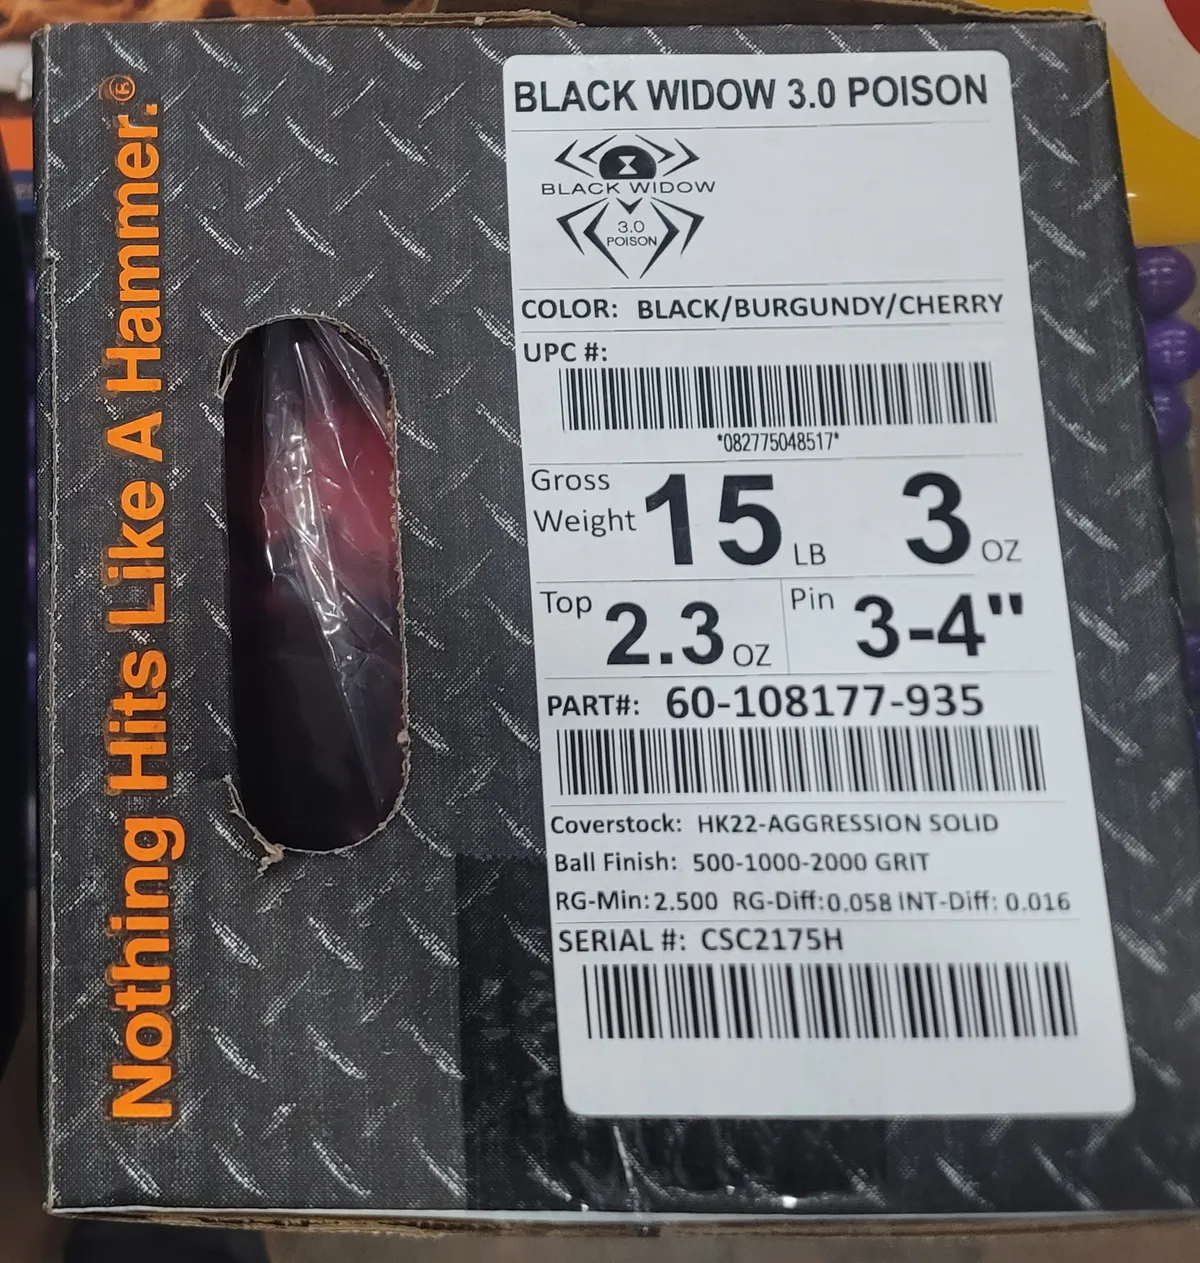 Nothing Hits Like A Hammer.®
BLACK WIDOW 3.0 POISON
BLACK WIDOW
3.0
POISON
COLOR: BLACK/BURGUNDY/CHERRY
UPC #:
*082775048517*
Gross Weight 15 LB 3 OZ
Top 2.3 OZ Pin 3-4"
PART#: 60-108177-935
Coverstock: HK22-AGGRESSION SOLID
Ball Finish: 500-1000-2000 GRIT
RG-Min: 2.500 RG-Diff: 0.058 INT-Diff: 0.016
SERIAL #: CSC2175H